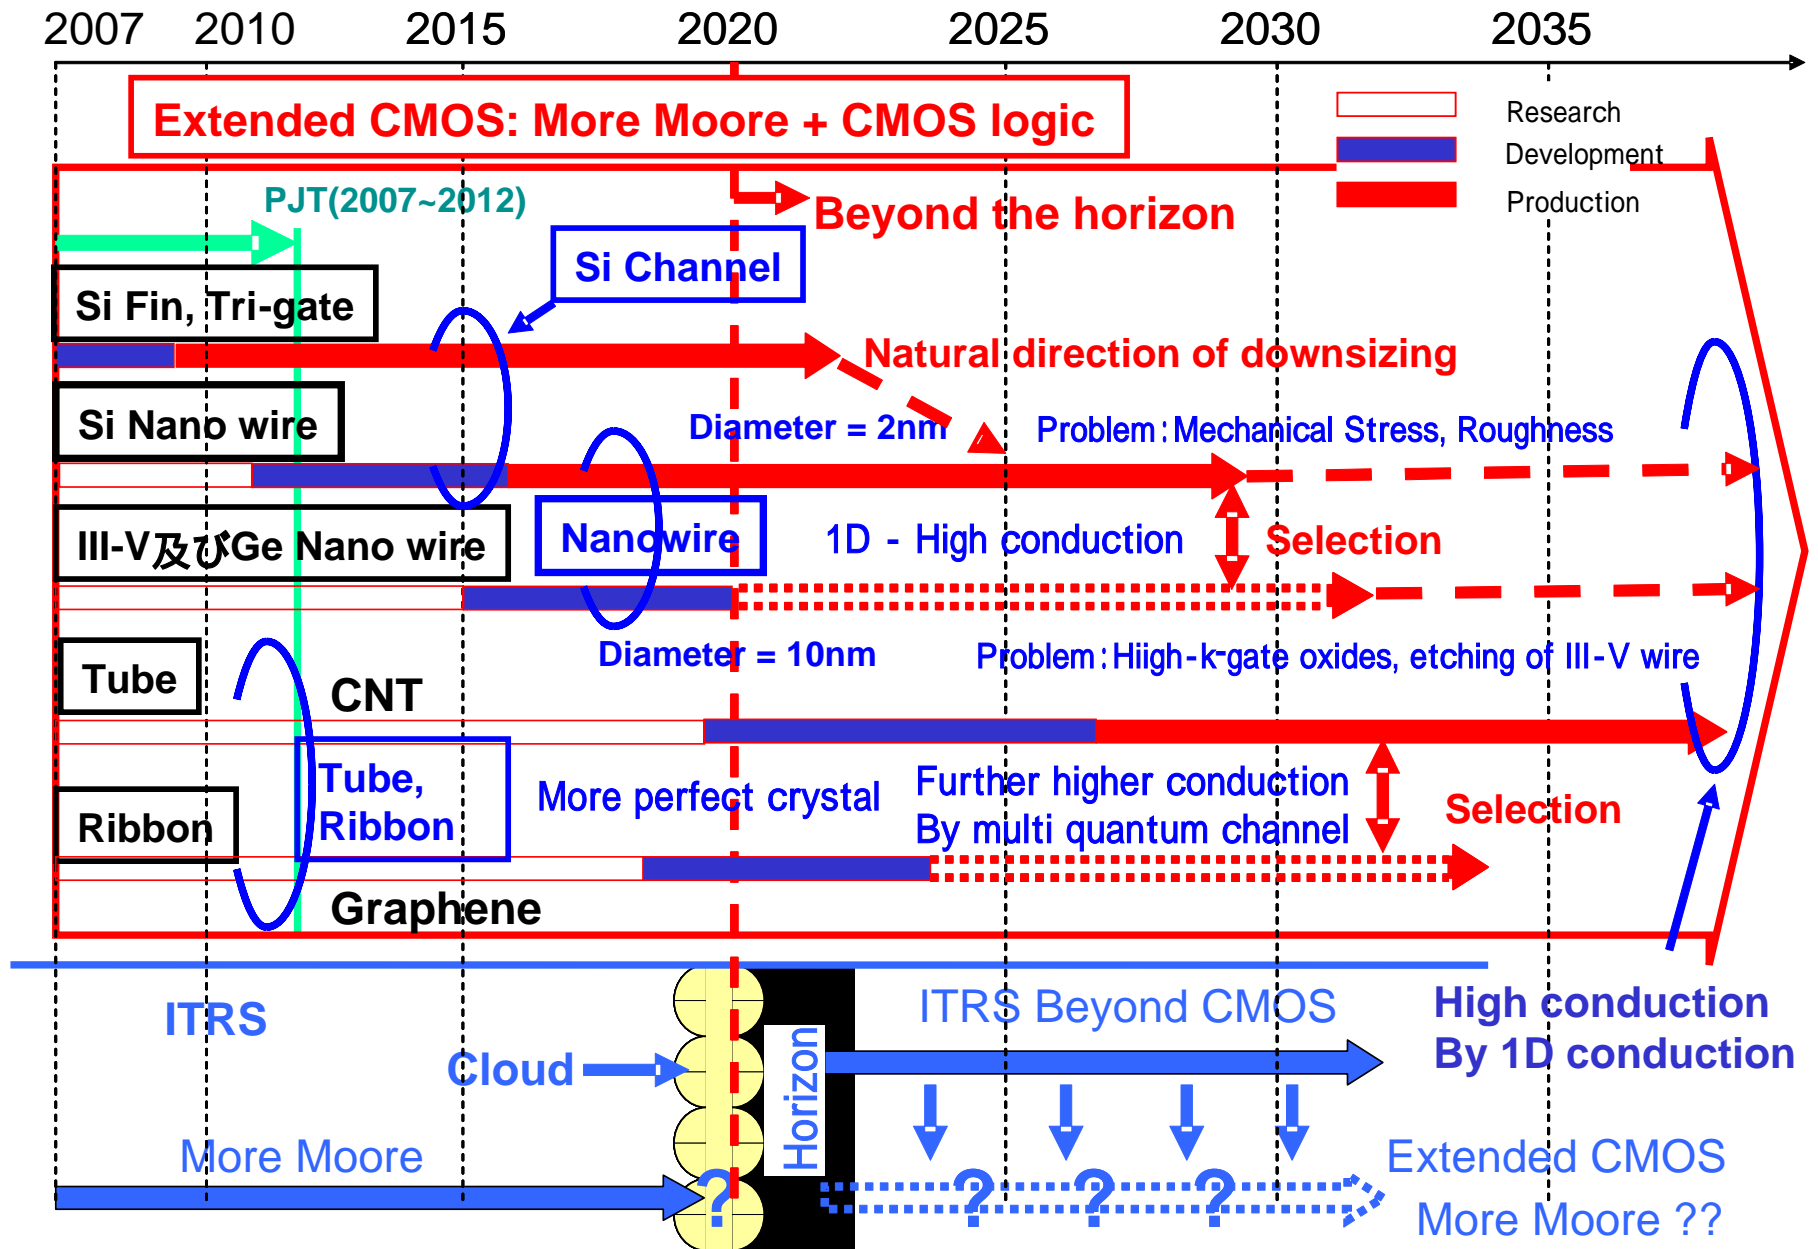 2007 2010 2015 2020 2025 2030 2035
Extended CMOS: More Moore + CMOS logic
Research
Development
Production
PJT(2007~2012)
Beyond the horizon
Si Channel
Si Fin, Tri-gate
Natural direction of downsizing
Si Nano wire
Diameter = 2nm
Problem:Mechanical Stress, Roughness
III-V及びGe Nano wire
Nanowire
1D - High conduction
Selection
Diameter = 10nm
Problem:Hiigh-k-gate oxides, etching of III-V wire
Tube
CNT
Tube,
Ribbon
More perfect crystal
Further higher conduction
By multi quantum channel
Selection
Ribbon
Graphene
ITRS
ITRS Beyond CMOS
High conduction
By 1D conduction
Cloud
Horizon
More Moore
?
? ? ?
Extended CMOS
More Moore ??